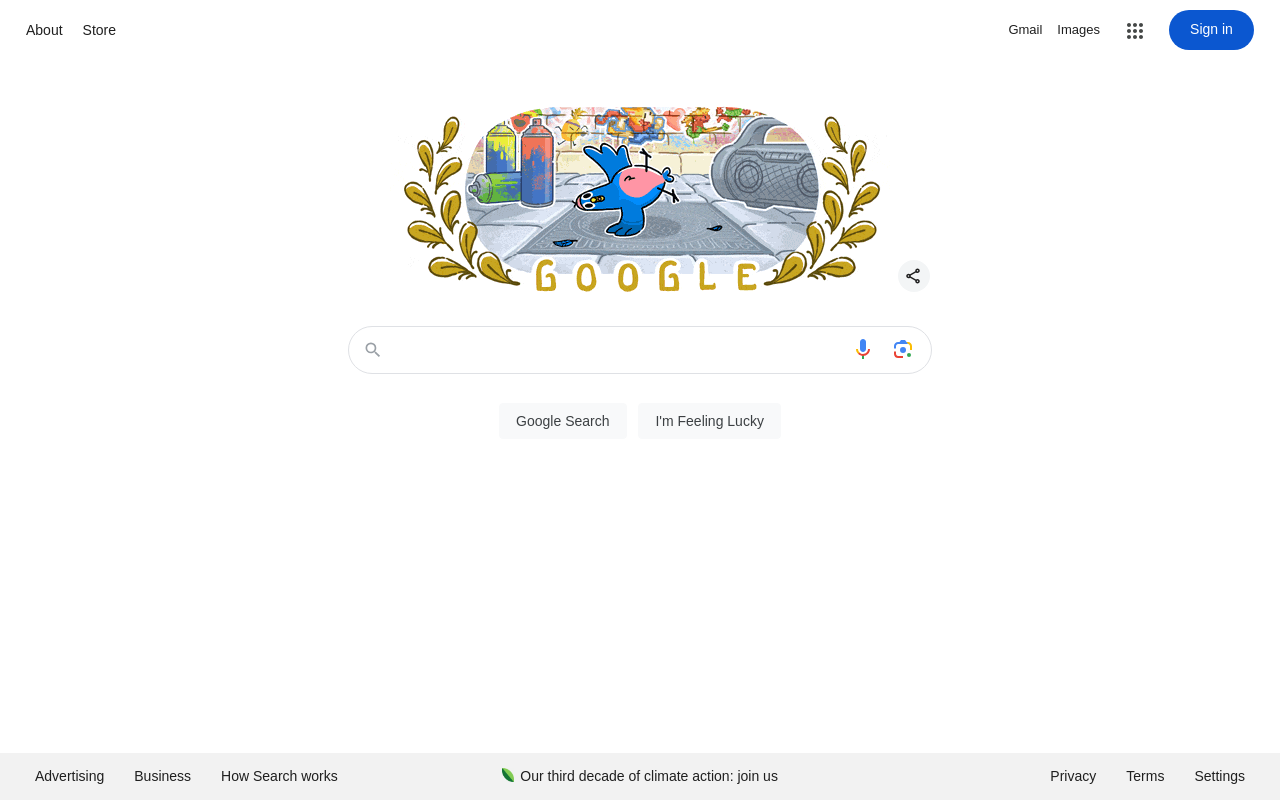 About Store
Gmail Images Sign in
GOOGLE
Google Search I'm Feeling Lucky
Advertising Business How Search works
Our third decade of climate action: join us
Privacy Terms Settings